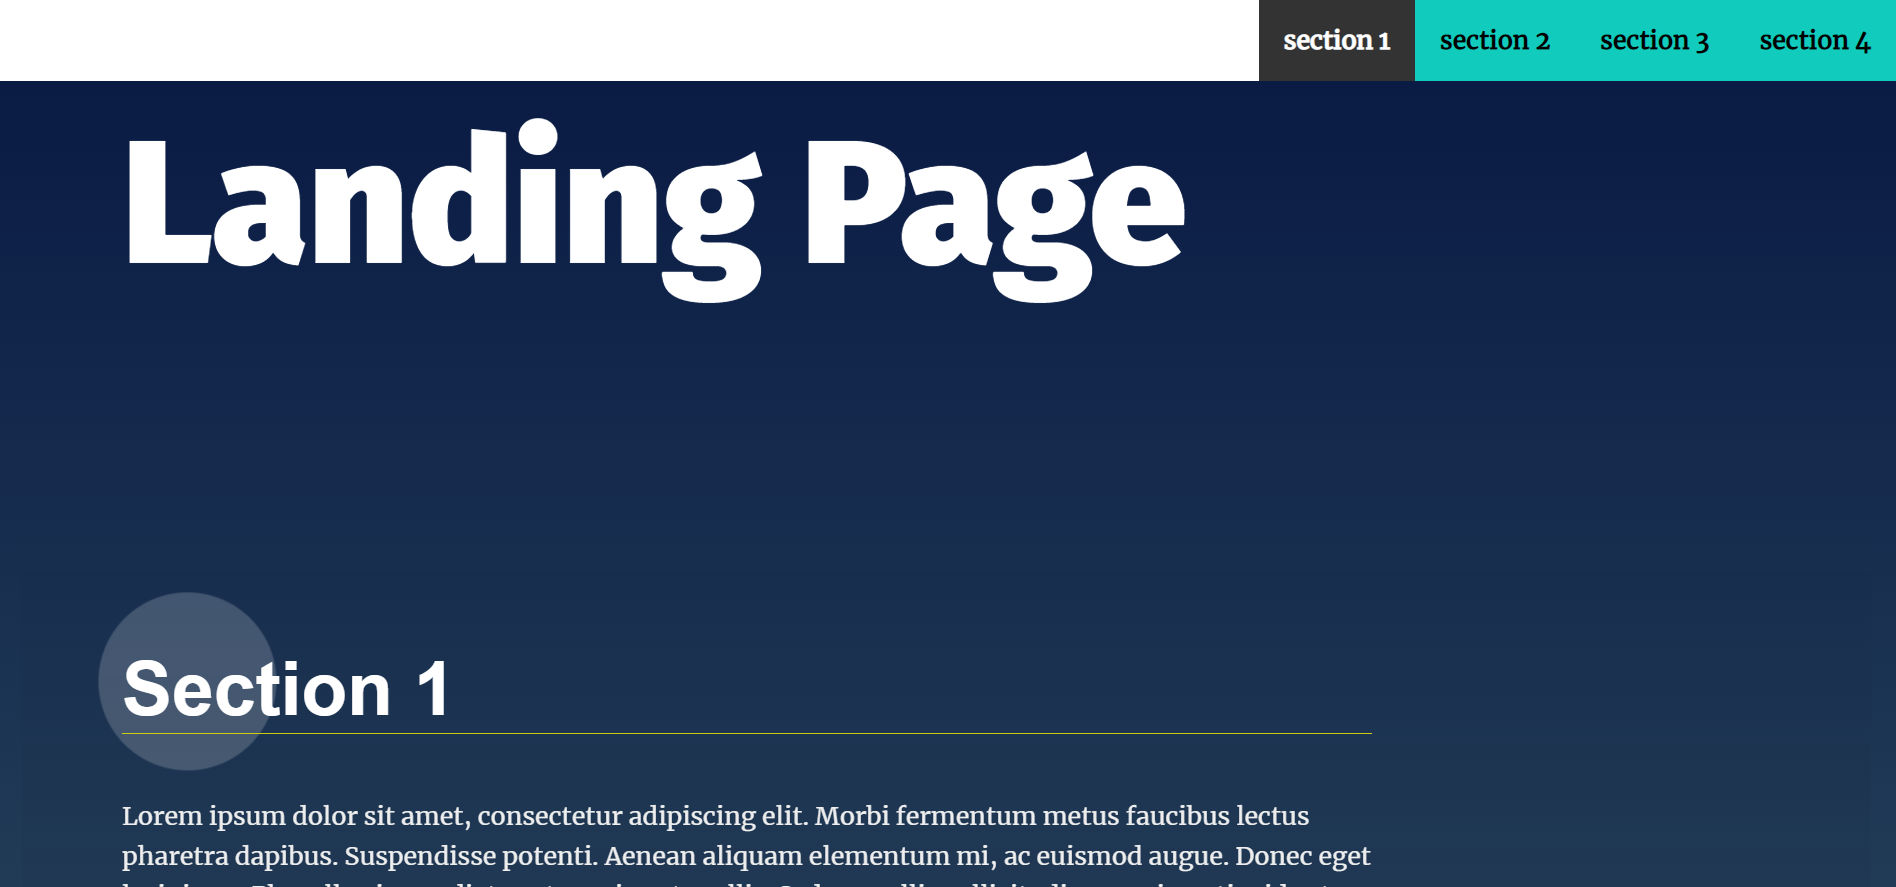 section 1 section 2 section 3 section 4
Landing Page
Section 1
Lorem ipsum dolor sit amet, consectetur adipiscing elit. Morbi fermentum metus faucibus lectus
pharetra dapibus. Suspendisse potenti. Aenean aliquam elementum mi, ac euismod augue. Donec eget